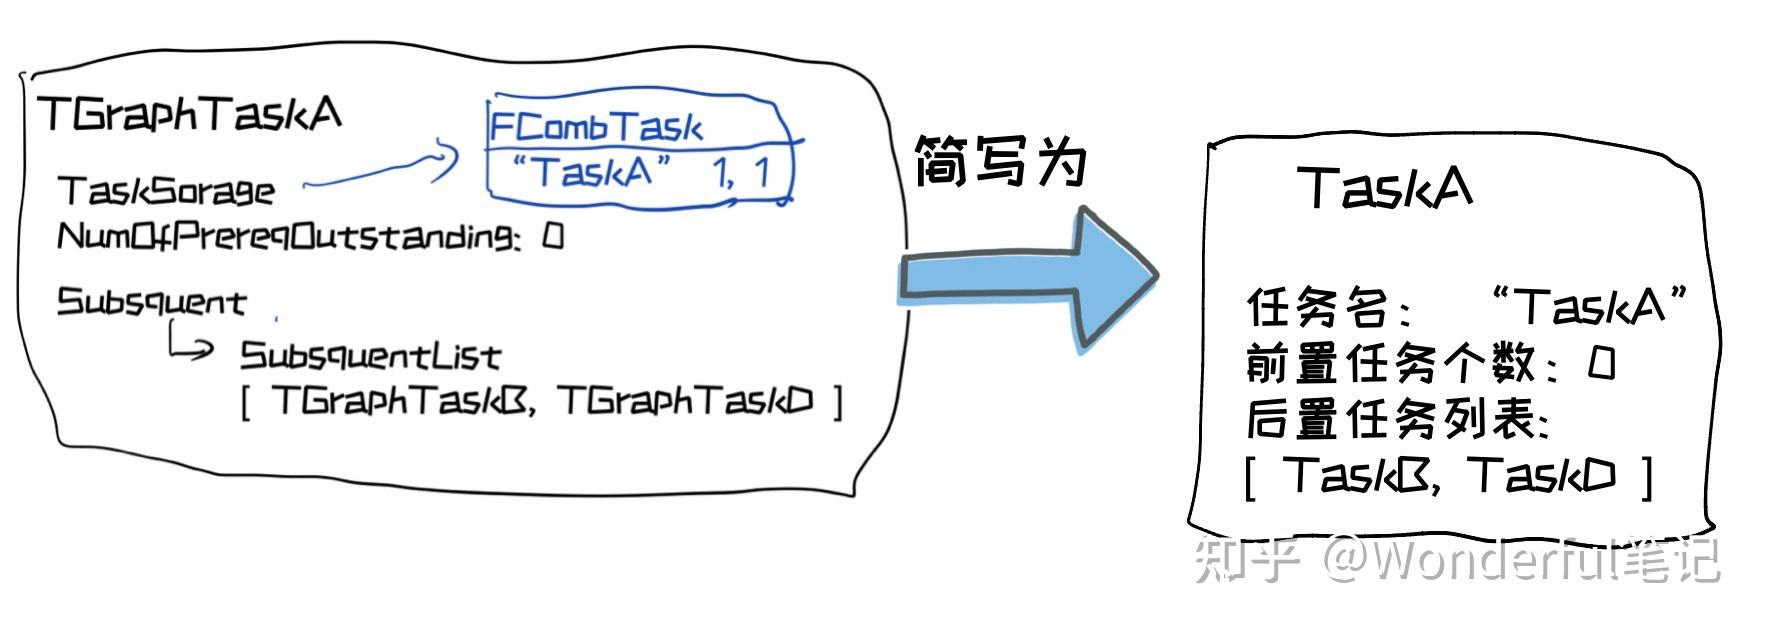 TGraphTaskA
FCombTask
“TaskA” 1, 1
TaskSorage
NumOfPrereqOutstanding: 0
Subsquent
SubsquentList
[ TGraphTaskB, TGraphTaskD ]
简写为
TaskA
任务名： “TaskA”
前置任务个数：0
后置任务列表：
[ TaskB, TaskD ]
知乎 @Wonderful笔记